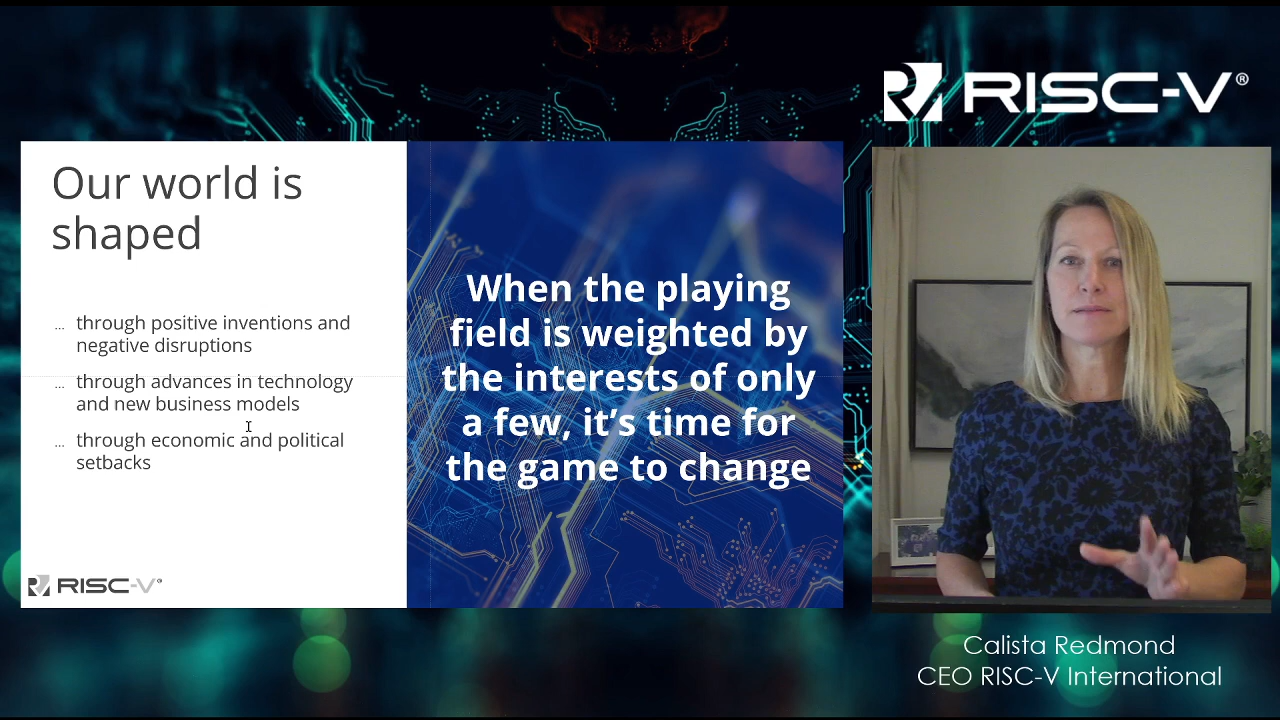 RISC-V®
Our world is
shaped
... through positive inventions and
negative disruptions
... through advances in technology
and new business models
... through economic and political
setbacks
RISC-V®
When the playing
field is weighted by
the interests of only
a few, it’s time for
the game to change
Calista Redmond
CEO RISC-V International